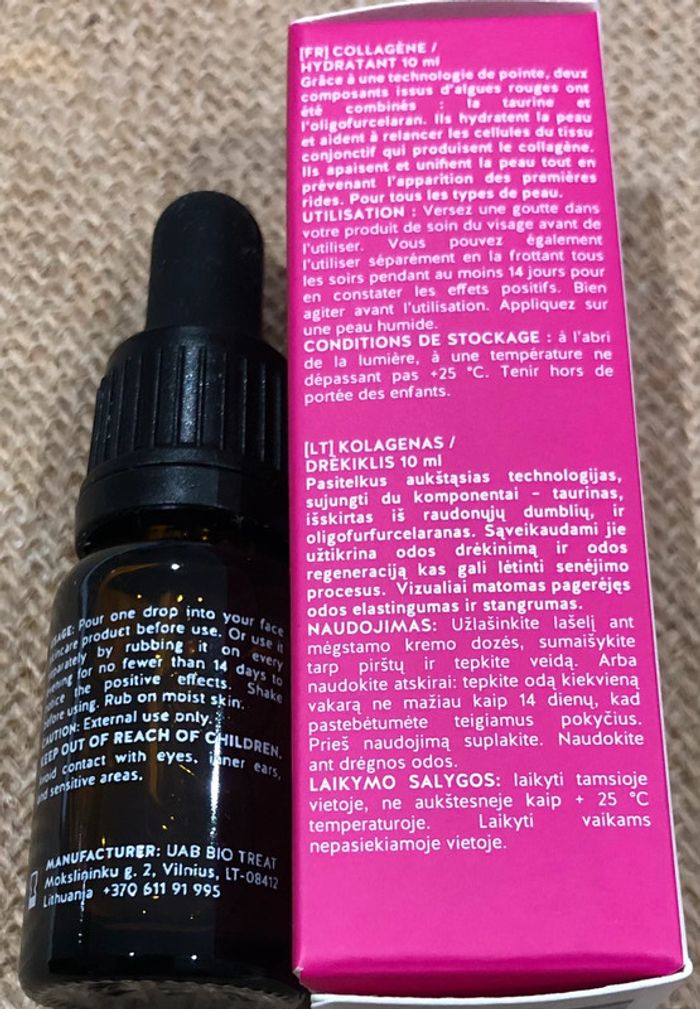 [FR] COLLAGÈNE /
HYDRATANT 10 ml
Grâce à une technologie de pointe, deux
composants issus d'algues rouges ont
été combinés : la taurine et
l'oligofurcelaran. Ils hydratent la peau
et aident à relancer les cellules du tissu
conjonctif qui produisent le collagène.
Ils apaisent et unifient la peau tout en
prévenant l'apparition des premières
rides. Pour tous les types de peau.
UTILISATION : Versez une goutte dans
votre produit de soin du visage avant de
l'utiliser. Vous pouvez également
l'utiliser séparément en la frottant tous
les soirs pendant au moins 14 jours pour
en constater les effets positifs. Bien
agiter avant l'utilisation. Appliquez sur
une peau humide.
CONDITIONS DE STOCKAGE : à l'abri
de la lumière, à une température ne
dépassant pas +25 °C. Tenir hors de
portée des enfants.
[LT] KOLAGENAS /
DRĖKIKLIS 10 ml
Pasitelkus aukštąsias technologijas,
sujungti du komponentai - taurinas,
išskirtas iš raudonųjų dumblių, ir
oligofurfurcelaranas. Sąveikaudami jie
užtikrina odos drėkinimą ir odos
regeneraciją kas gali lėtinti senėjimo
procesus. Vizualiai matomas pagerėjęs
odos elastingumas ir stangrumas.
NAUDOJIMAS: Užlašinkite lašelį ant
mėgstamo kremo dozės, sumaišykite
tarp pirštų ir tepkite veidą. Arba
naudokite atskirai: tepkite odą kiekvieną
vakarą ne mažiau kaip 14 dienų, kad
pastebėtumėte teigiamus pokyčius.
Prieš naudojimą suplakite. Naudokite
ant drėgnos odos.
LAIKYMO SALYGOS: laikyti tamsioje
vietoje, ne aukštesneje kaip + 25 °C
temperaturoje. Laikyti vaikams
nepasiekiamoje vietoje.
Pour one drop into your face
product before use. Or use it
by rubbing it on every
for no fewer than 14 days to
the positive effects. Shake
using. Rub on moist skin.
CAUTION: External use only.
KEEP OUT OF REACH OF CHILDREN.
Avoid contact with eyes, inner ears,
and sensitive areas.
MANUFACTURER: UAB BIO TREAT
Mokslininku g. 2, Vilnius, LT-08412
Lithuania +370 611 91 995